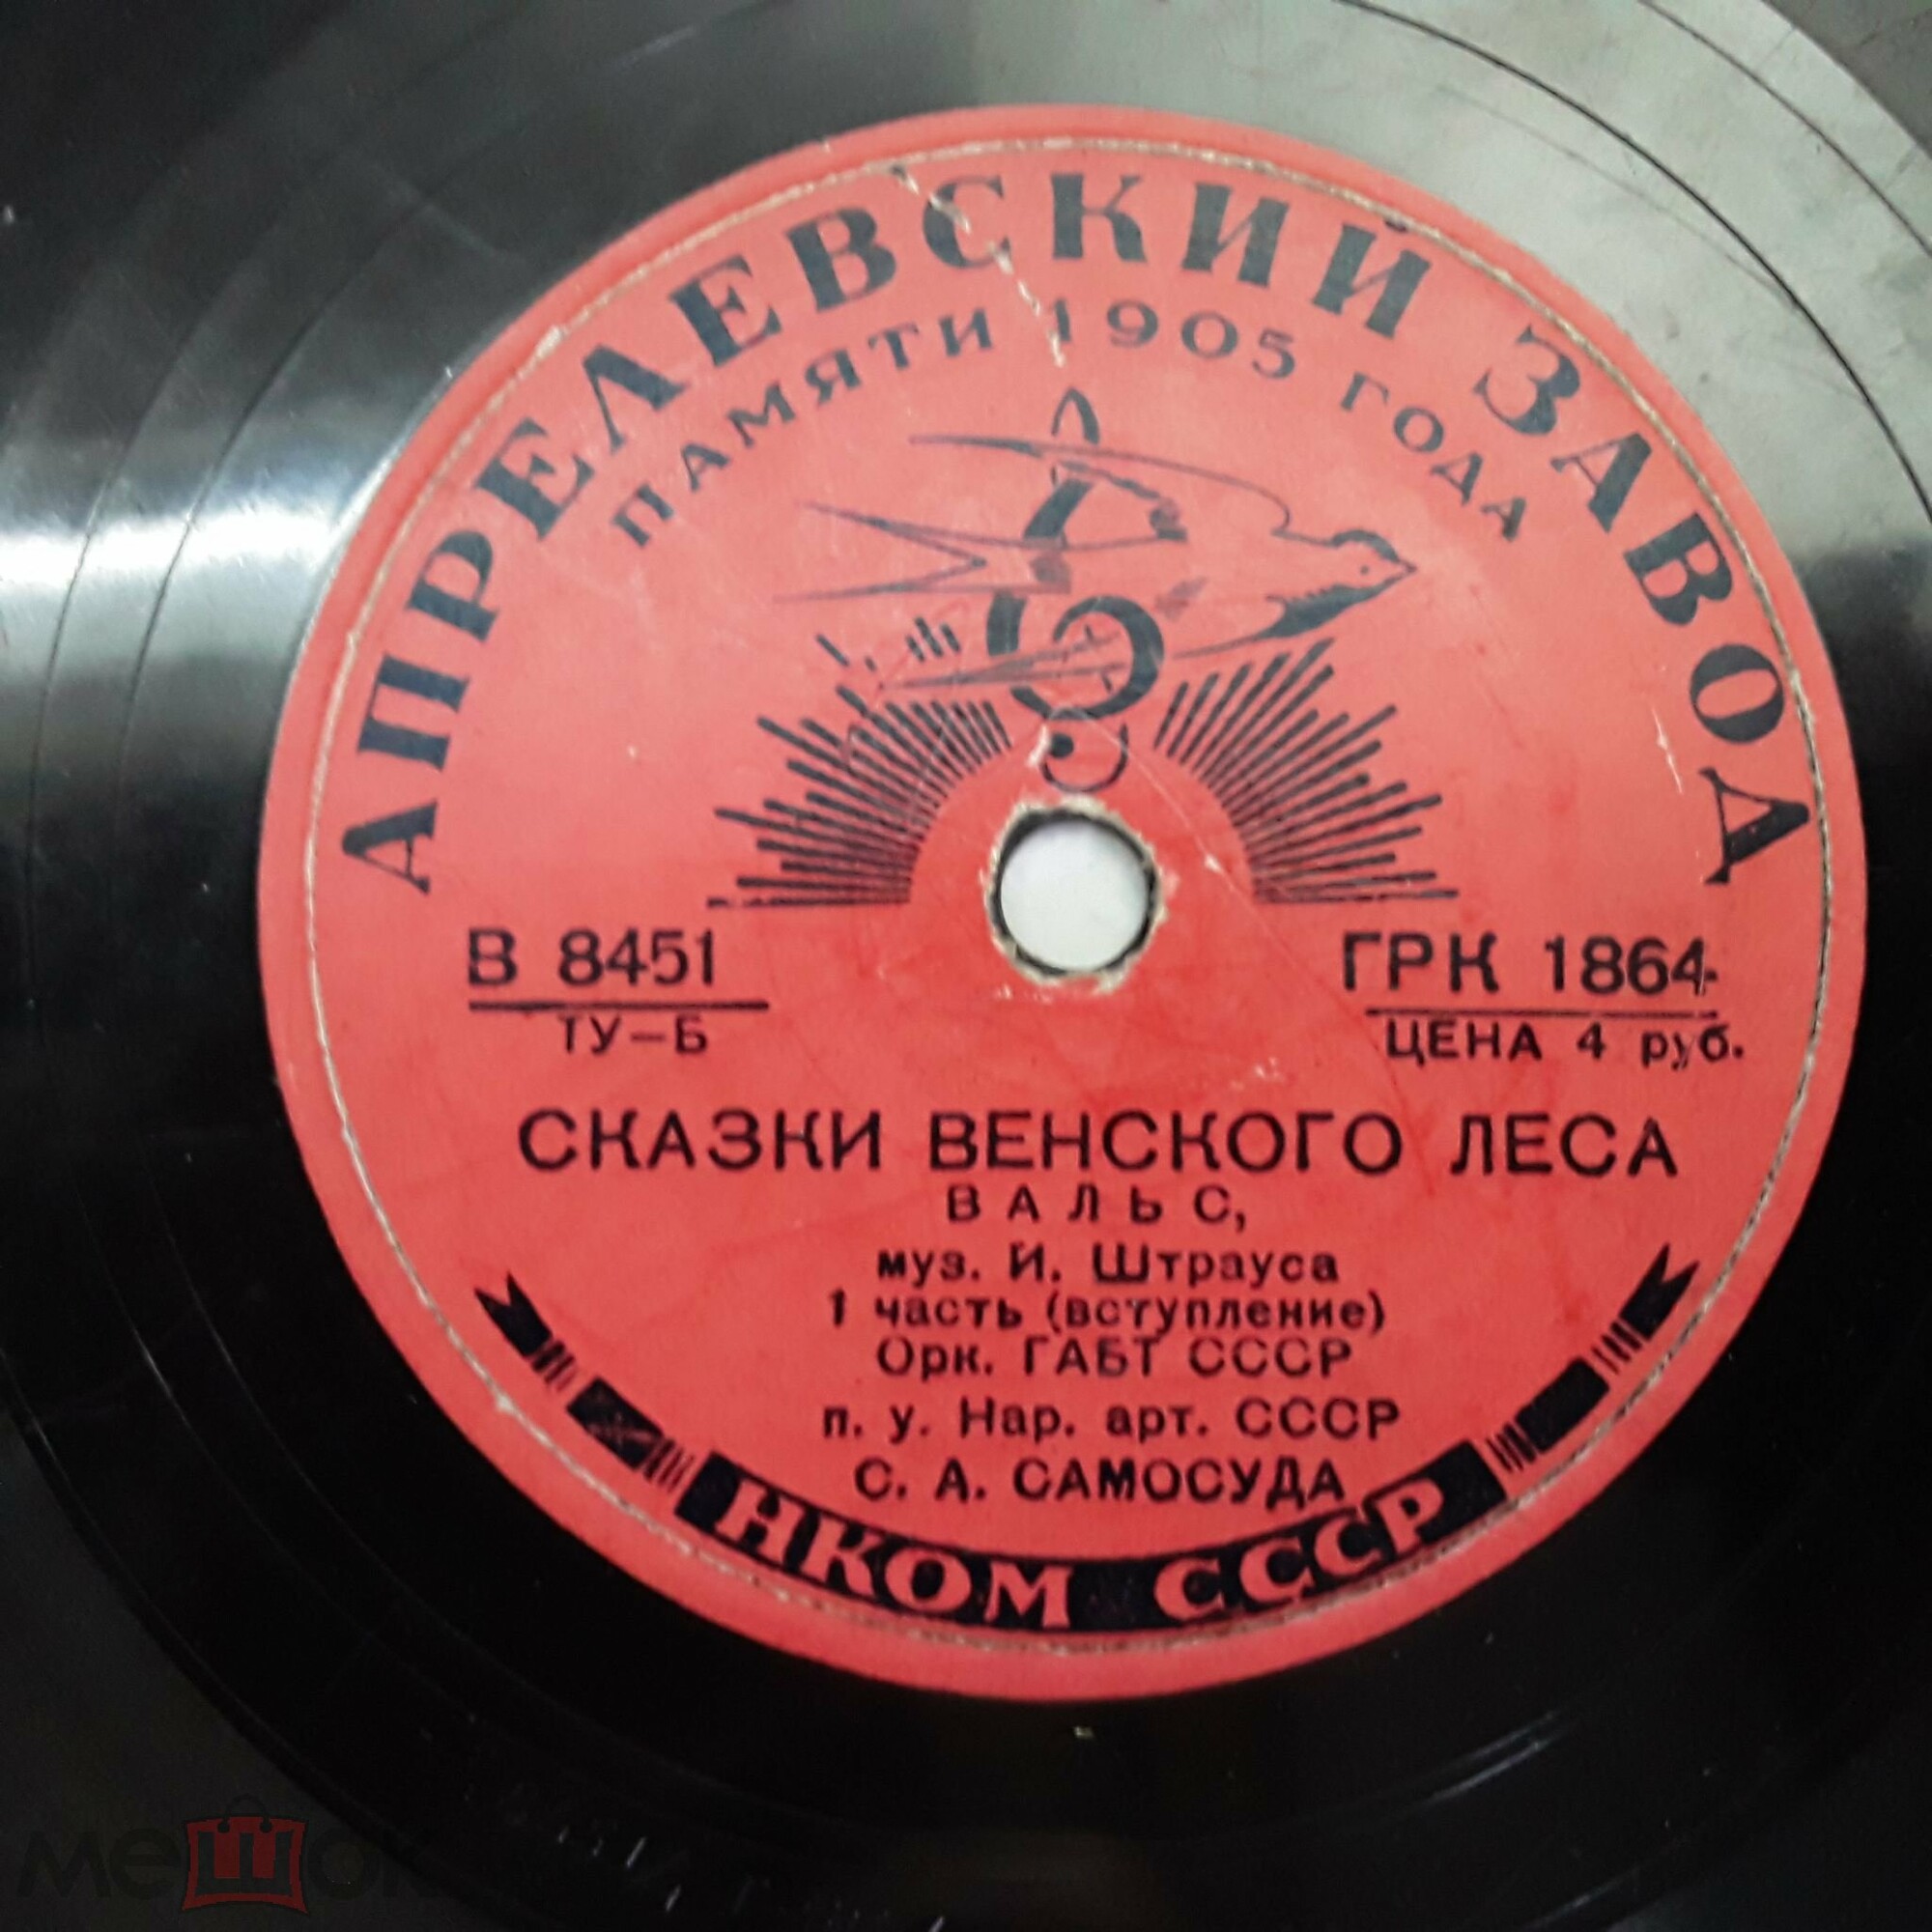 АПРЕЛЕВСКИЙ ЗАВОД
ПАМЯТИ 1905 ГОДА
В 8451
ТУ-Б
ГРК 1864
ЦЕНА 4 руб.
СКАЗКИ ВЕНСКОГО ЛЕСА
ВАЛЬС,
муз. И. Штрауса
1 часть (вступление)
Орк. ГАБТ СССР
п. у. Нар. арт. СССР
С. А. САМОСУДА
НКОМ СССР
мешок